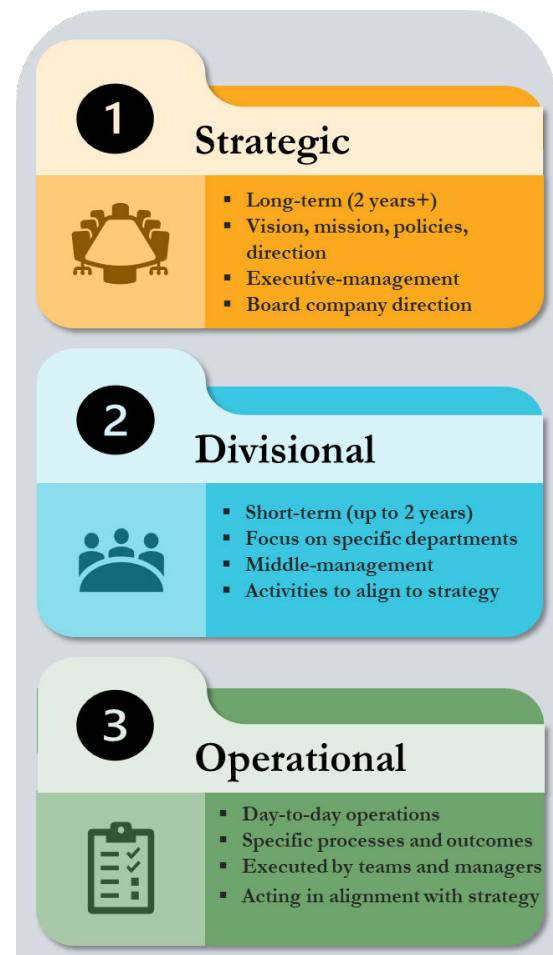 1
Strategic
▪ Long-term (2 years+)
▪ Vision, mission, policies,
direction
▪ Executive-management
▪ Board company direction
2
Divisional
▪ Short-term (up to 2 years)
▪ Focus on specific departments
▪ Middle-management
▪ Activities to align to strategy
3
Operational
▪ Day-to-day operations
▪ Specific processes and outcomes
▪ Executed by teams and managers
▪ Acting in alignment with strategy